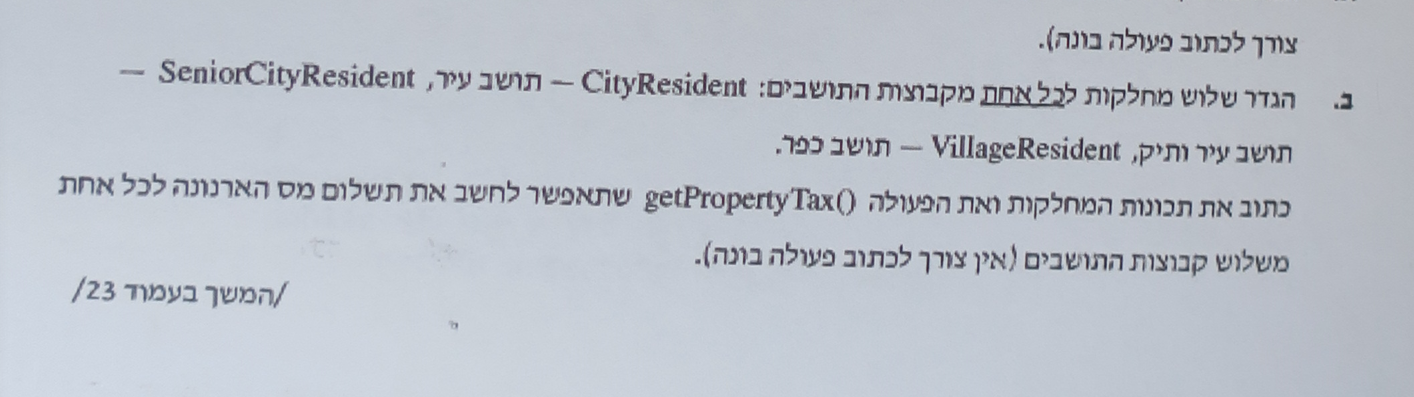 צורך לכתוב פעולה בונה).
ב. הגדר שלוש מחלקות לכל אחת מקבוצות התושבים: CityResident – תושב עיר, SeniorCityResident –
תושב עיר ותיק, VillageResident – תושב כפר.
כתוב את תכונות המחלקות ואת הפעולה getPropertyTax() שתאפשר לחשב את תשלום מס הארנונה לכל אחת
משלוש קבוצות התושבים (אין צורך לכתוב פעולה בונה).
/המשך בעמוד 23/